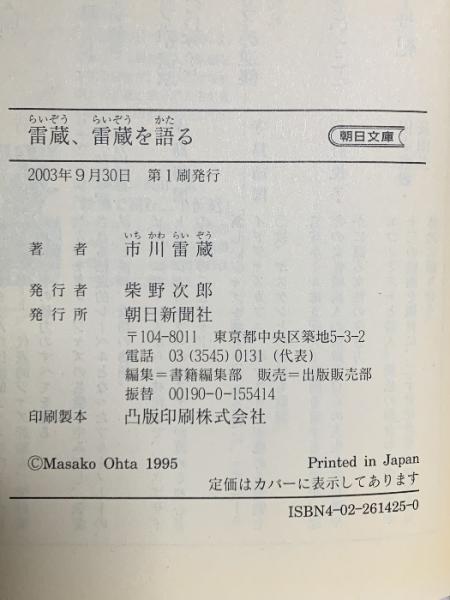 らいぞう らいぞう かた
雷蔵、雷蔵を語る 朝日文庫
2003年9月30日 第1刷発行
いち かわ らい ぞう
著者 市川雷蔵
発行者 柴野次郎
発行所 朝日新聞社
〒104-8011 東京都中央区築地5-3-2
電話 03(3545)0131(代表)
編集=書籍編集部 販売=出版販売部
振替 00190-0-155414
印刷製本 凸版印刷株式会社
©Masako Ohta 1995 Printed in Japan
定価はカバーに表示してあります
ISBN4-02-261425-0